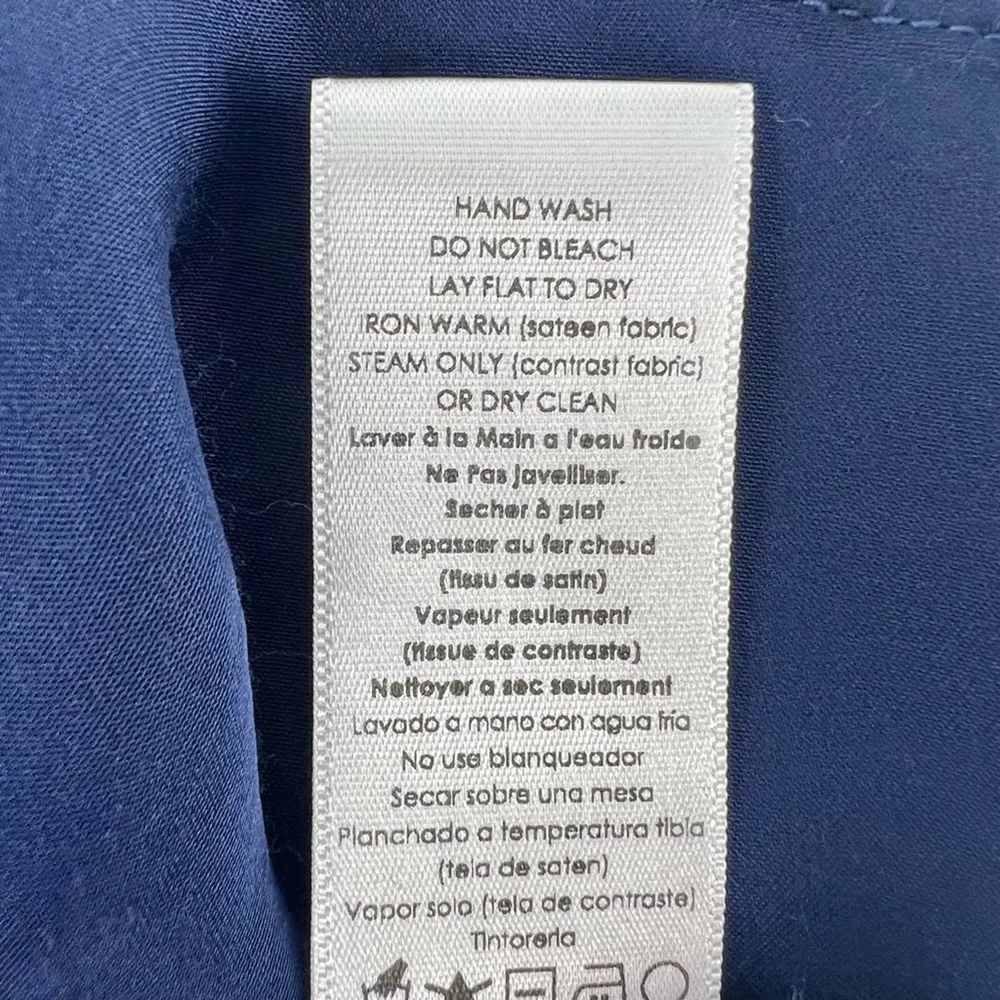 HAND WASH
DO NOT BLEACH
LAY FLAT TO DRY
IRON WARM (sateen fabric)
STEAM ONLY (contrast fabric)
OR DRY CLEAN
Laver à la Main a l'eau froide
Ne Pas Javelliser.
Secher à plat
Repasser au fer chaud
(tissu de satin)
Vapeur seulement
(tissue de contraste)
Nettoyer a sec seulement
Lavado a mano con agua fría
No use blanqueador
Secar sobre una mesa
Planchado a temperatura tibia
(tela de saten)
Vapor solo (tela de contraste)
Tintoreria